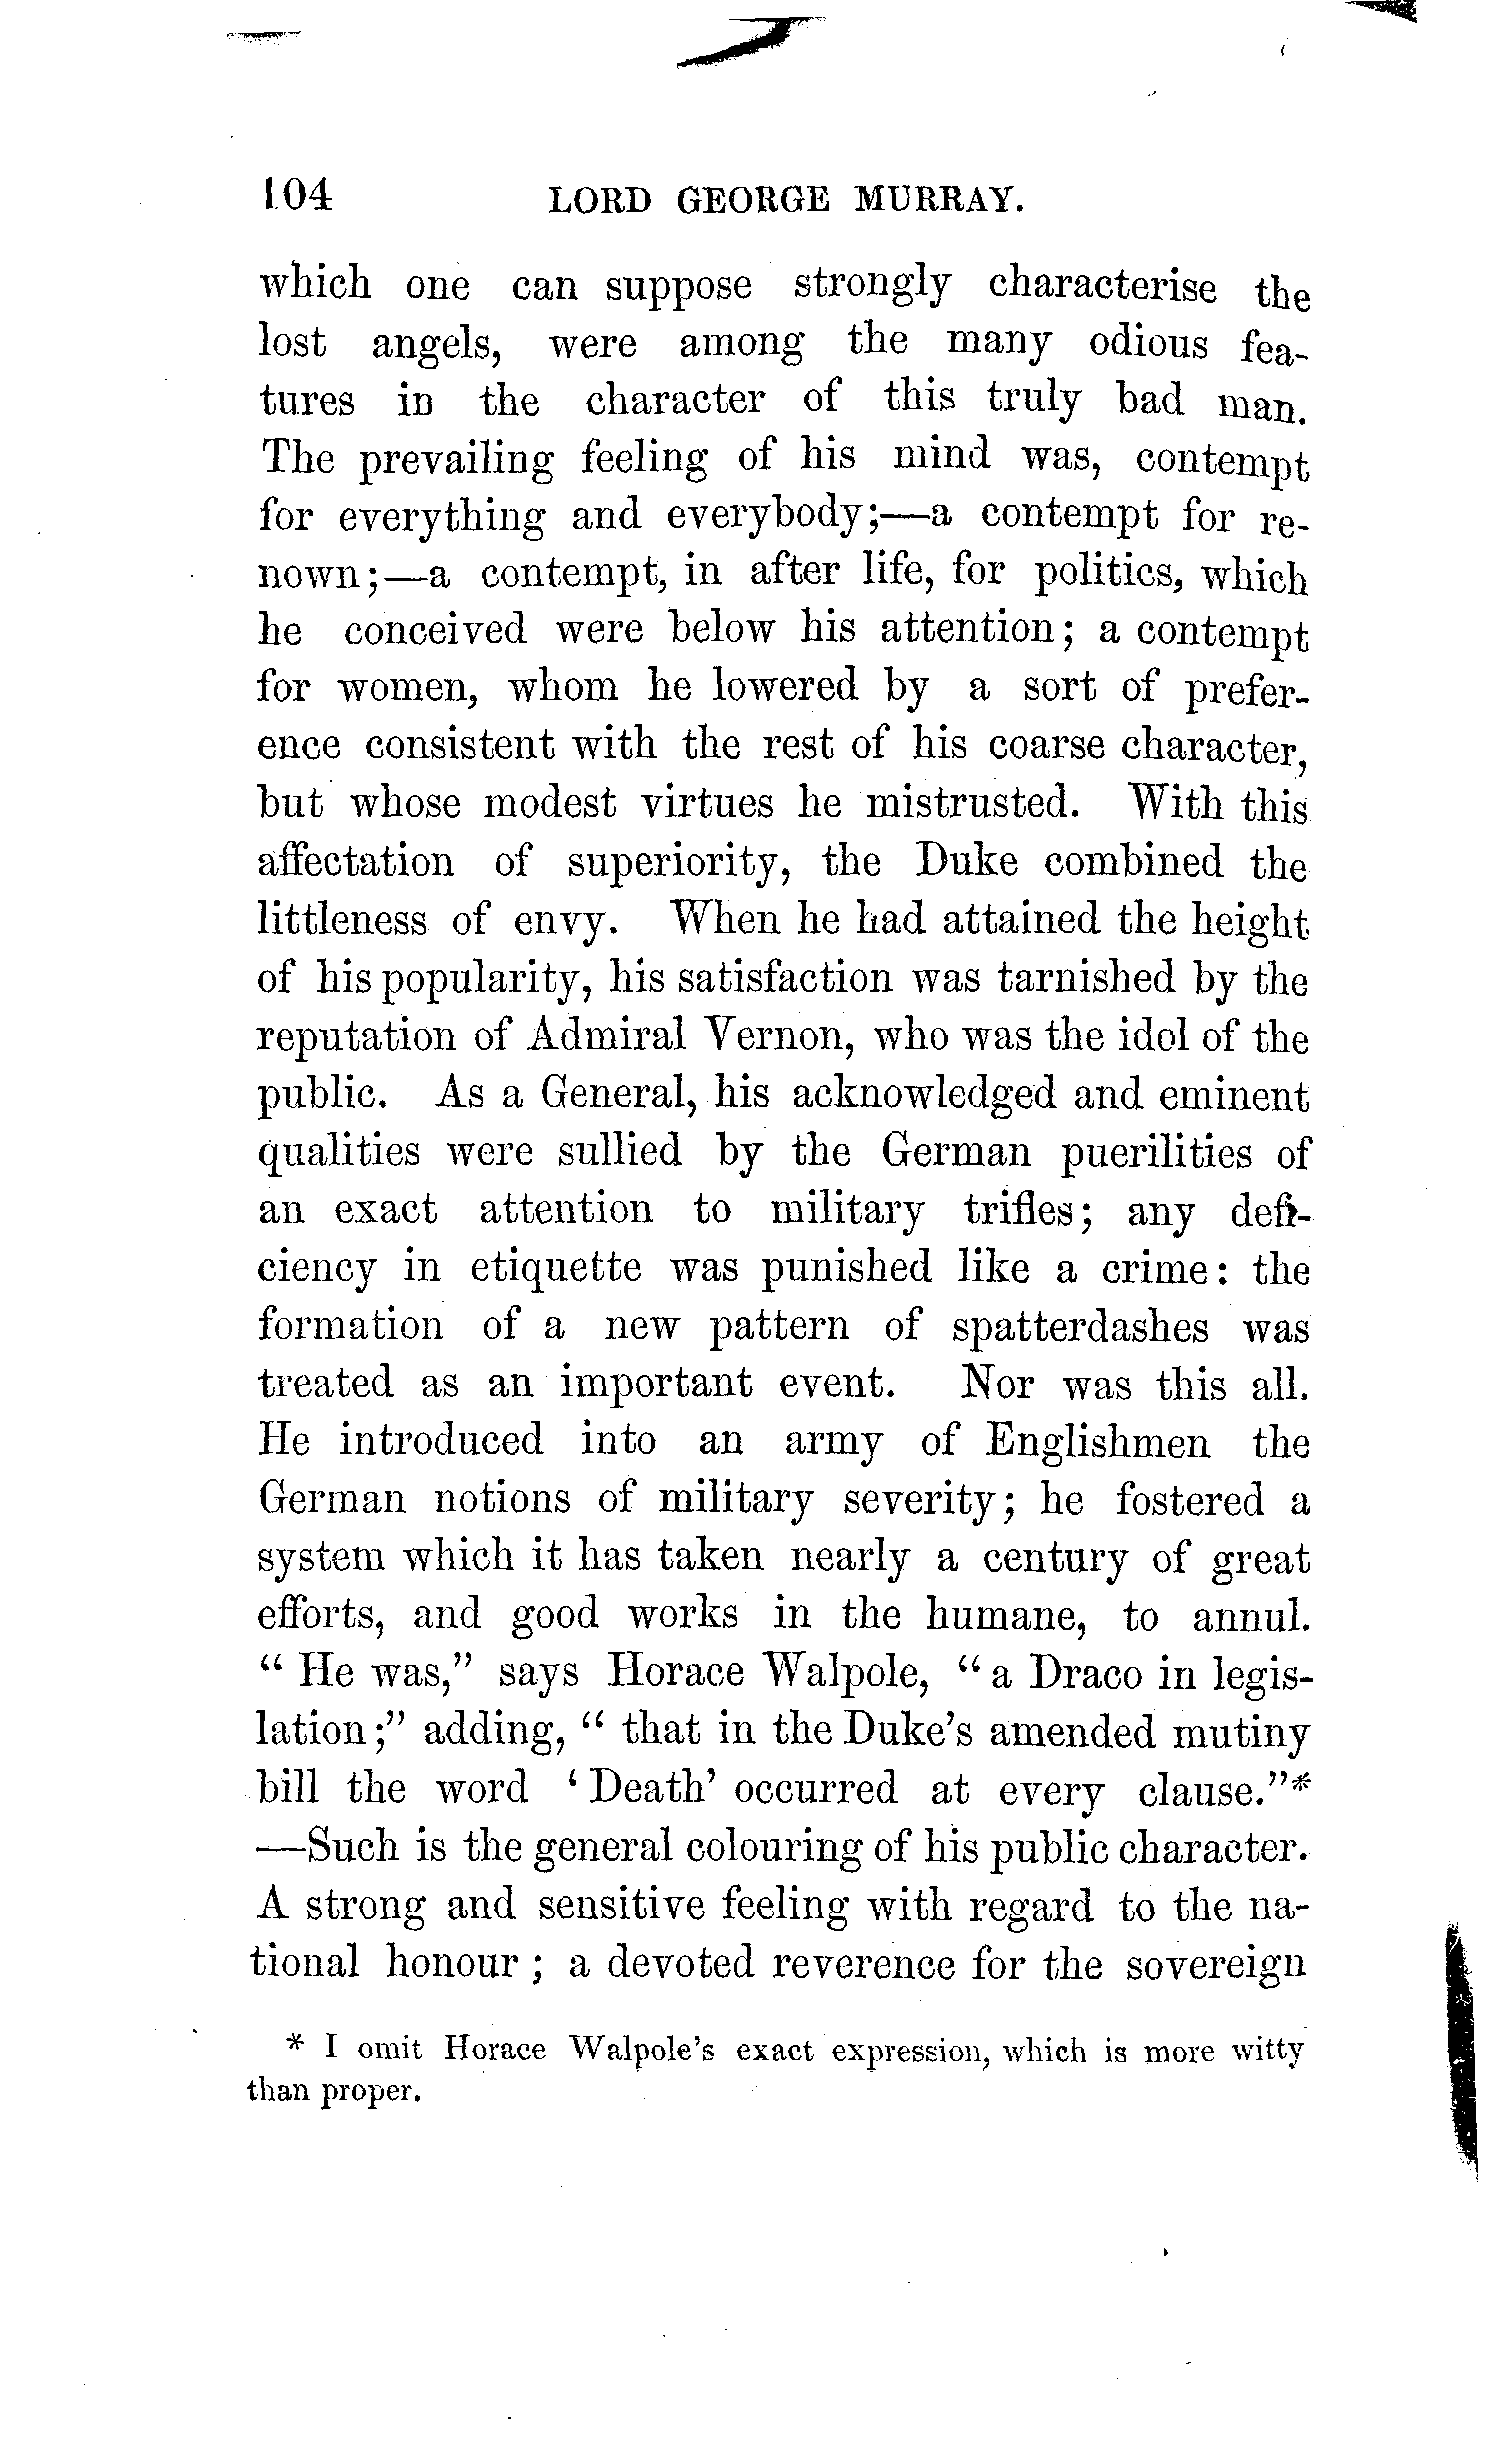 104 LORD GEORGE MURRAY.
which one can suppose strongly characterise the
lost angels, were among the many odious fea-
tures in the character of this truly bad man.
The prevailing feeling of his mind was, contempt
for everything and everybody;—a contempt for re-
nown;—a contempt, in after life, for politics, which
he conceived were below his attention; a contempt
for women, whom he lowered by a sort of prefer-
ence consistent with the rest of his coarse character,
but whose modest virtues he mistrusted. With this
affectation of superiority, the Duke combined the
littleness of envy. When he had attained the height
of his popularity, his satisfaction was tarnished by the
reputation of Admiral Vernon, who was the idol of the
public. As a General, his acknowledged and eminent
qualities were sullied by the German puerilities of
an exact attention to military trifles; any defi-
ciency in etiquette was punished like a crime: the
formation of a new pattern of spatterdashes was
treated as an important event. Nor was this all.
He introduced into an army of Englishmen the
German notions of military severity; he fostered a
system which it has taken nearly a century of great
efforts, and good works in the humane, to annul.
“ He was,” says Horace Walpole, “ a Draco in legis-
lation;” adding, “ that in the Duke’s amended mutiny
bill the word ‘ Death’ occurred at every clause.”*
—Such is the general colouring of his public character.
A strong and sensitive feeling with regard to the na-
tional honour ; a devoted reverence for the sovereign
* I omit Horace Walpole’s exact expression, which is more witty
than proper.